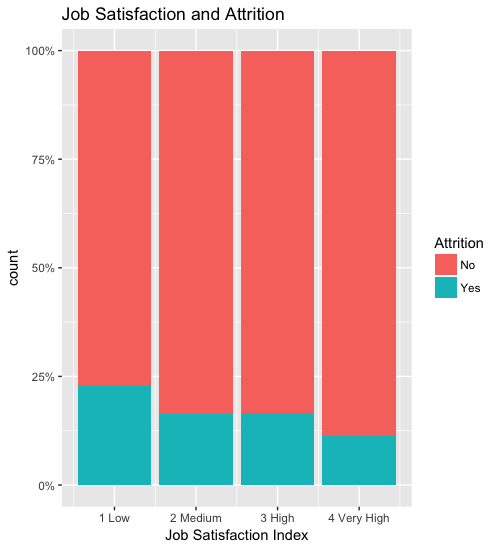 Job Satisfaction and Attrition
100%
75%
50%
25%
0%
count
1 Low 2 Medium 3 High 4 Very High
Job Satisfaction Index
Attrition
No
Yes